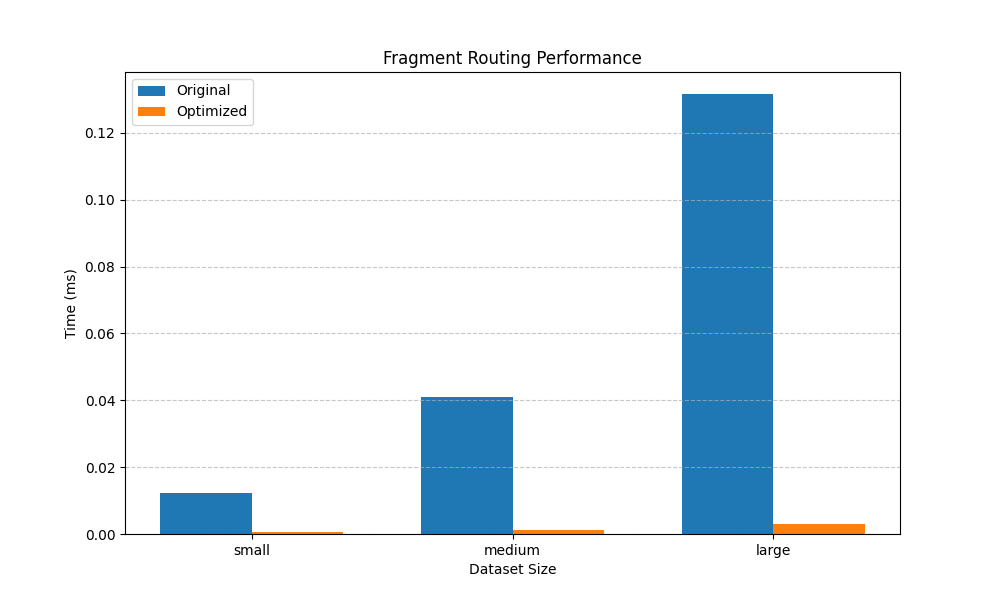 Fragment Routing Performance
Original
Optimized
0.12
0.10
0.08
0.06
0.04
0.02
0.00
Time (ms)
small medium large
Dataset Size